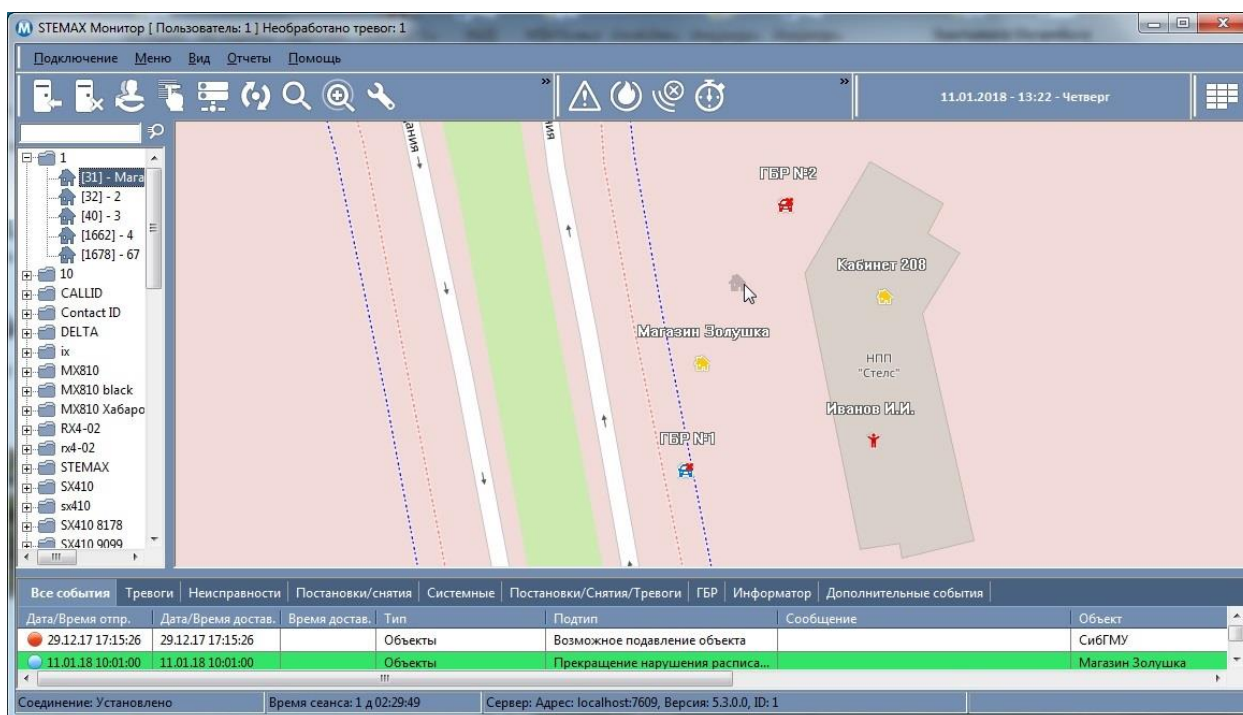 STEMAX Монитор [ Пользователь: 1 ] Необработано тревог: 1
Подключение Меню Вид Отчеты Помощь
11.01.2018 - 13:22 - Четверг
1
[31] - Мага
[32] - 2
[40] - 3
[1662] - 4
[1678] - 67
10
CALLID
Contact ID
DELTA
ix
MX810
MX810 black
MX810 Хабаро
RX4-02
rx4-02
STEMAX
SX410
sx410
SX410 8178
SX410 9099
ания
ния
ГБР №2
Кабинет 208
Магазин Золушка
НПП
"Стелс"
Иванов И.И.
ГБР №1
Все события Тревоги Неисправности Постановки/снятия Системные Постановки/Снятия/Тревоги ГБР Информатор Дополнительные события
Дата/Время отпр. Дата/Время достав. Время достав. Тип Подтип Сообщение Объект
29.12.17 17:15:26 29.12.17 17:15:26 Объекты Возможное подавление объекта СибГМУ
11.01.18 10:01:00 11.01.18 10:01:00 Объекты Прекращение нарушения расписа... Магазин Золушка
Соединение: Установлено Время сеанса: 1 д 02:29:49 Сервер: Адрес: localhost:7609, Версия: 5.3.0.0, ID: 1